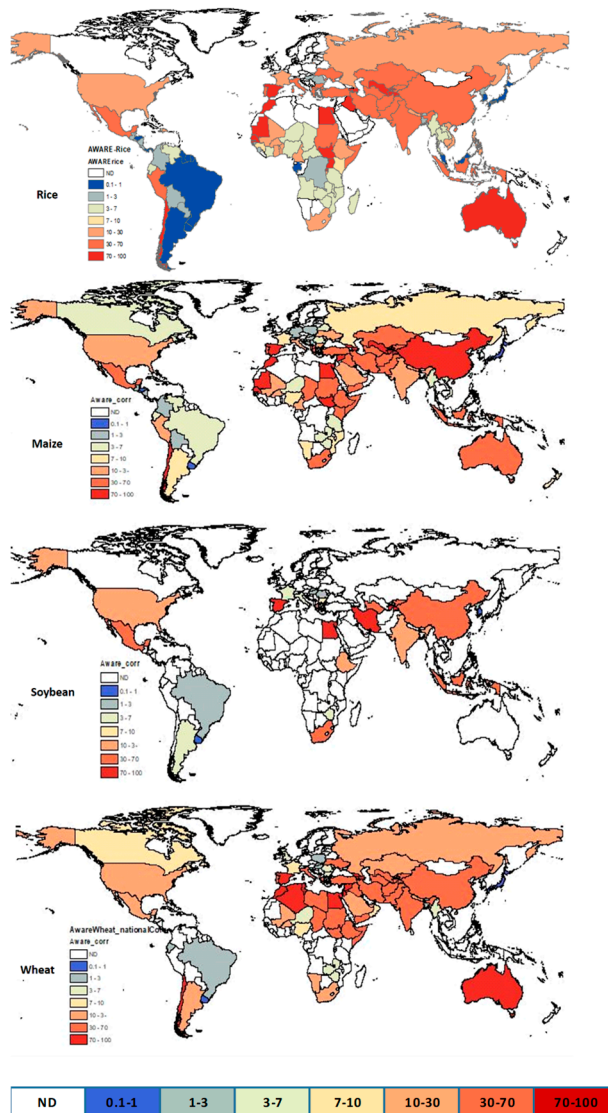 AWARE -Rice
AWARErice
ND
0.1 - 1
1 - 3
3 - 7
7 - 10
10 - 30
30 - 70
70 - 100
Rice
Aware_corr
ND
0.1 - 1
1 - 3
3 - 7
7 - 10
10 - 3-
30 - 70
70 - 100
Maize
Aware_corr
ND
0.1 - 1
1 - 3
3 - 7
7 - 10
10 - 3-
30 - 70
70 - 100
Soybean
AwareWheat_nationalCo
Aware_corr
ND
0.1 - 1
1 - 3
3 - 7
7 - 10
10 - 3-
30 - 70
70 - 100
Wheat
ND 0.1-1 1-3 3-7 7-10 10-30 30-70 70-100